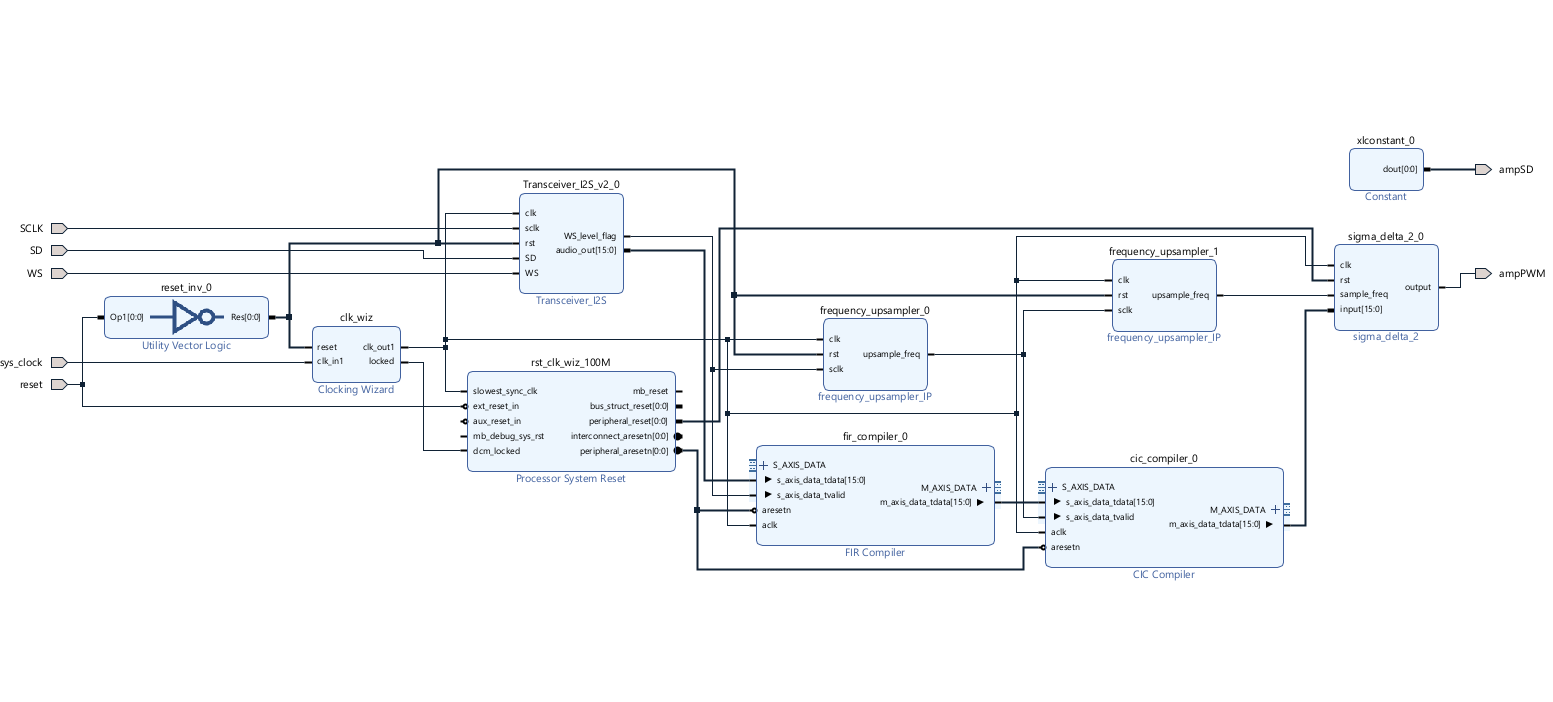 xlconstant_0
dout[0:0]
ampSD
Constant
Transceiver_I2S_v2_0
clk
sclk
rst
SD
WS
WS_level_flag
audio_out[15:0]
Transceiver_I2S
SCLK
SD
WS
reset_inv_0
Op1[0:0]
Res[0:0]
Utility Vector Logic
sys_clock
reset
clk_wiz
reset
clk_in1
clk_out1
locked
Clocking Wizard
rst_clk_wiz_100M
slowest_sync_clk
ext_reset_in
aux_reset_in
mb_debug_sys_rst
dcm_locked
mb_reset
bus_struct_reset[0:0]
peripheral_reset[0:0]
interconnect_aresetn[0:0]
peripheral_aresetn[0:0]
Processor System Reset
frequency_upsampler_0
clk
rst
sclk
upsample_freq
frequency_upsampler_IP
fir_compiler_0
S_AXIS_DATA
s_axis_data_tdata[15:0]
s_axis_data_tvalid
aresetn
aclk
M_AXIS_DATA
m_axis_data_tdata[15:0]
FIR Compiler
frequency_upsampler_1
clk
rst
sclk
upsample_freq
frequency_upsampler_IP
cic_compiler_0
S_AXIS_DATA
s_axis_data_tdata[15:0]
s_axis_data_tvalid
aclk
aresetn
M_AXIS_DATA
m_axis_data_tdata[15:0]
CIC Compiler
sigma_delta_2_0
clk
rst
sample_freq
input[15:0]
output
sigma_delta_2
ampPWM